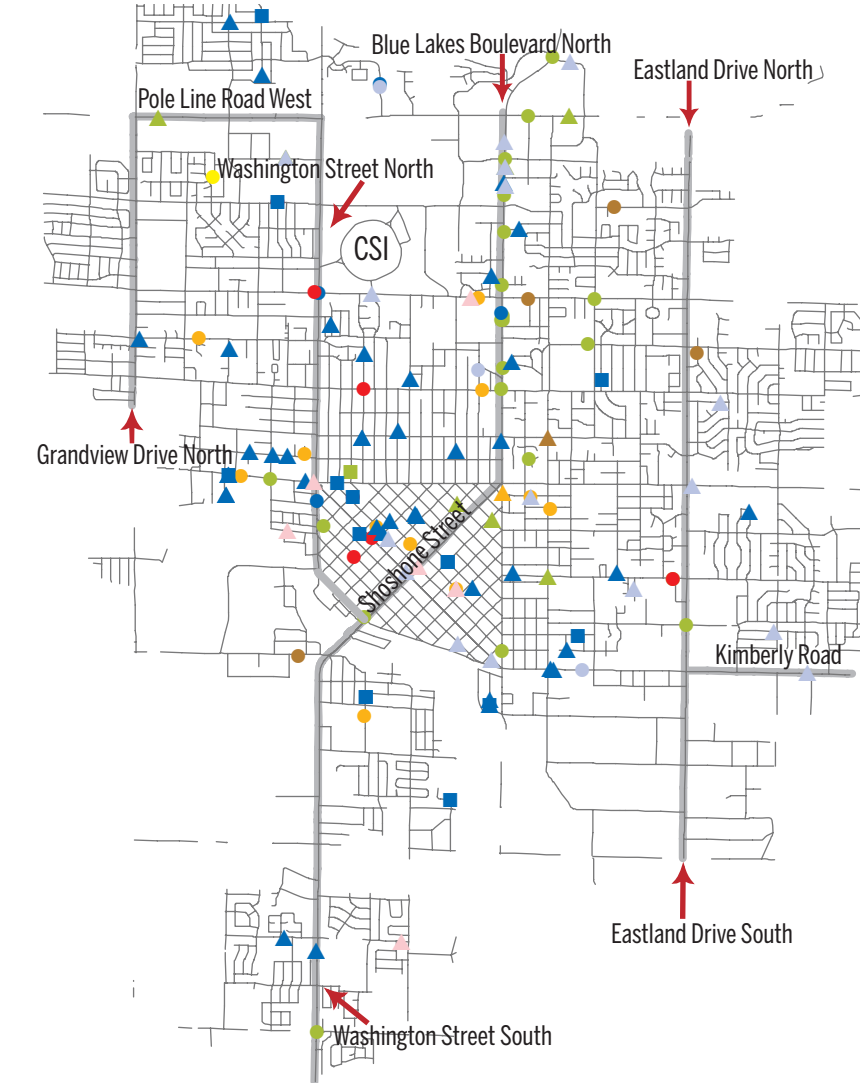 Blue Lakes Boulevard North
Eastland Drive North
Pole Line Road West
Washington Street North
CSI
Grandview Drive North
Shoshone Street
Kimberly Road
Eastland Drive South
Washington Street South